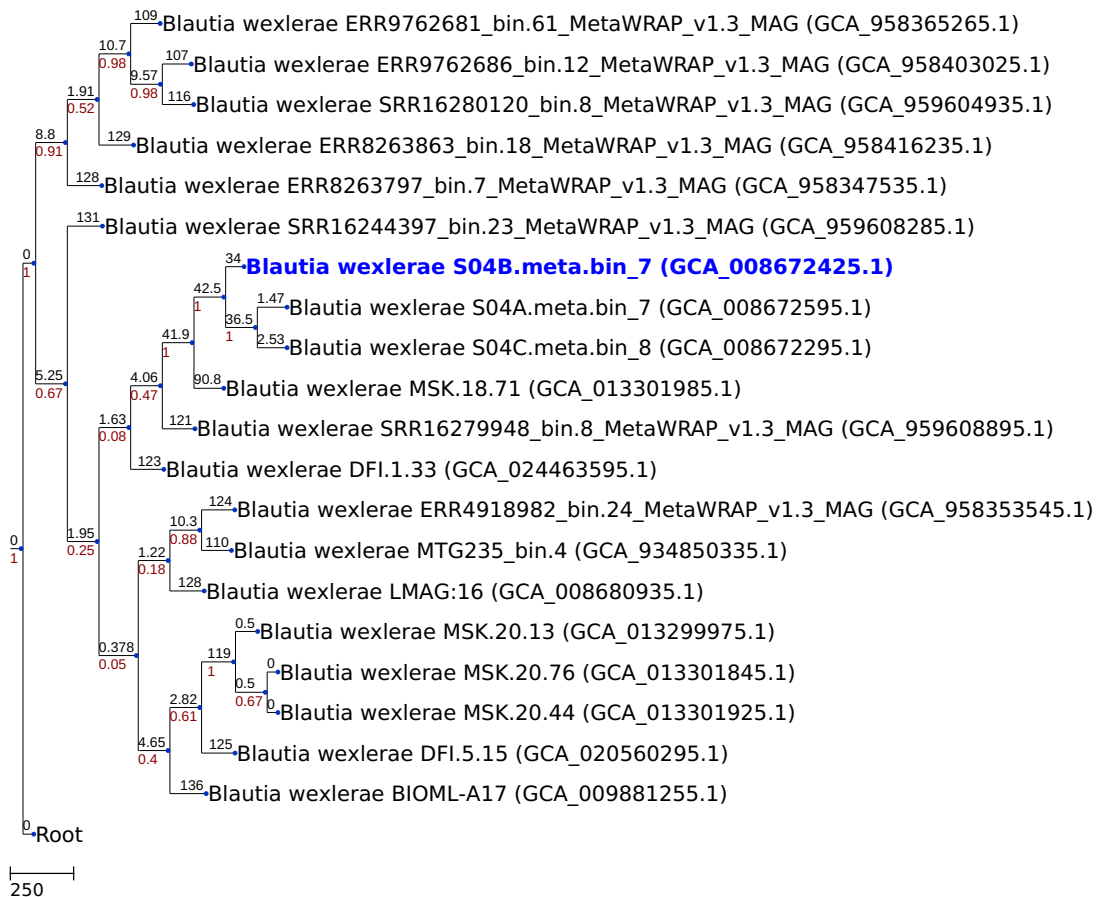 109
Blautia wexlerae ERR9762681_bin.61_MetaWRAP_v1.3_MAG (GCA_958365265.1)
10.7
0.98
107
Blautia wexlerae ERR9762686_bin.12_MetaWRAP_v1.3_MAG (GCA_958403025.1)
9.57
0.98
1.91
0.52
116
Blautia wexlerae SRR16280120_bin.8_MetaWRAP_v1.3_MAG (GCA_959604935.1)
8.8
0.91
129
Blautia wexlerae ERR8263863_bin.18_MetaWRAP_v1.3_MAG (GCA_958416235.1)
128
Blautia wexlerae ERR8263797_bin.7_MetaWRAP_v1.3_MAG (GCA_958347535.1)
131
Blautia wexlerae SRR16244397_bin.23_MetaWRAP_v1.3_MAG (GCA_959608285.1)
0
1
34
Blautia wexlerae S04B.meta.bin_7 (GCA_008672425.1)
42.5
1
1.47
Blautia wexlerae S04A.meta.bin_7 (GCA_008672595.1)
36.5
1
41.9
1
2.53
Blautia wexlerae S04C.meta.bin_8 (GCA_008672295.1)
5.25
0.67
4.06
0.47
90.8
Blautia wexlerae MSK.18.71 (GCA_013301985.1)
1.63
0.08
121
Blautia wexlerae SRR16279948_bin.8_MetaWRAP_v1.3_MAG (GCA_959608895.1)
123
Blautia wexlerae DFI.1.33 (GCA_024463595.1)
124
Blautia wexlerae ERR4918982_bin.24_MetaWRAP_v1.3_MAG (GCA_958353545.1)
10.3
0.88
0
1
1.95
0.25
1.22
0.18
110
Blautia wexlerae MTG235_bin.4 (GCA_934850335.1)
128
Blautia wexlerae LMAG:16 (GCA_008680935.1)
0.5
Blautia wexlerae MSK.20.13 (GCA_013299975.1)
0.378
0.05
119
1
0
Blautia wexlerae MSK.20.76 (GCA_013301845.1)
0.5
0.67
2.82
0.61
0
Blautia wexlerae MSK.20.44 (GCA_013301925.1)
4.65
0.4
125
Blautia wexlerae DFI.5.15 (GCA_020560295.1)
136
Blautia wexlerae BIOML-A17 (GCA_009881255.1)
0
Root
250